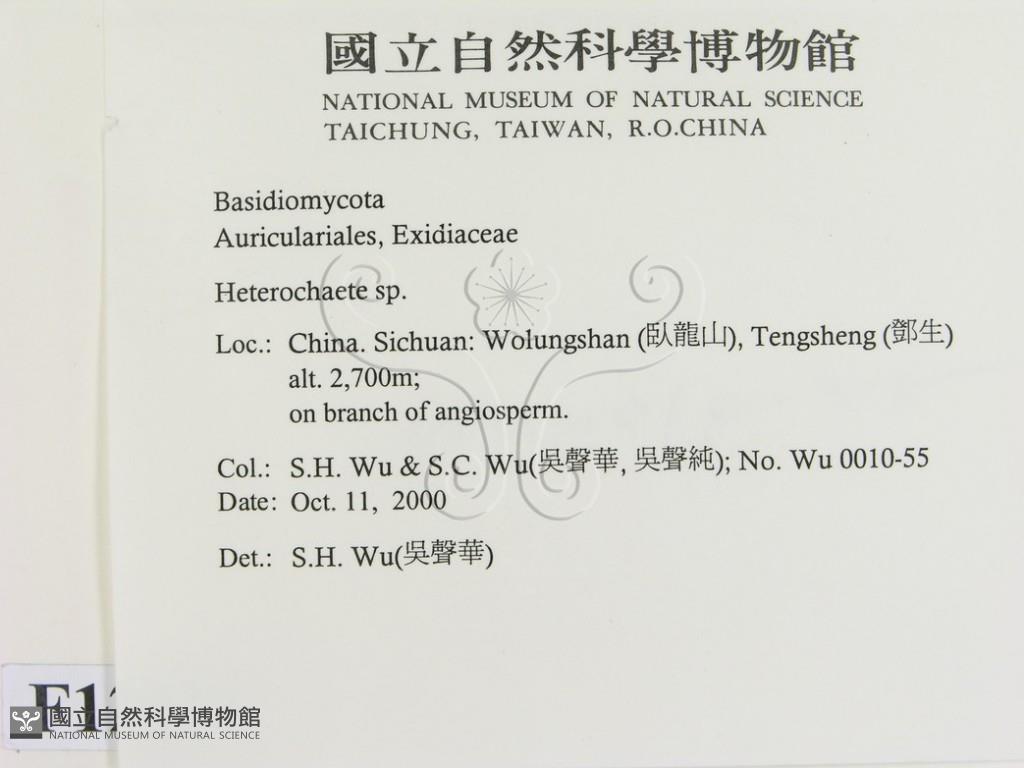 國立自然科學博物館
NATIONAL MUSEUM OF NATURAL SCIENCE
TAICHUNG, TAIWAN, R.O.CHINA
Basidiomycota
Auriculariales, Exidiaceae
Heterochaete sp.
Loc.: China. Sichuan: Wolungshan (臥龍山), Tengsheng (鄧生)
alt. 2,700m;
on branch of angiosperm.
Col.: S.H. Wu & S.C. Wu(吳聲華, 吳聲純); No. Wu 0010-55
Date: Oct. 11, 2000
Det.: S.H. Wu(吳聲華)
國立自然科學博物館
NATIONAL MUSEUM OF NATURAL SCIENCE